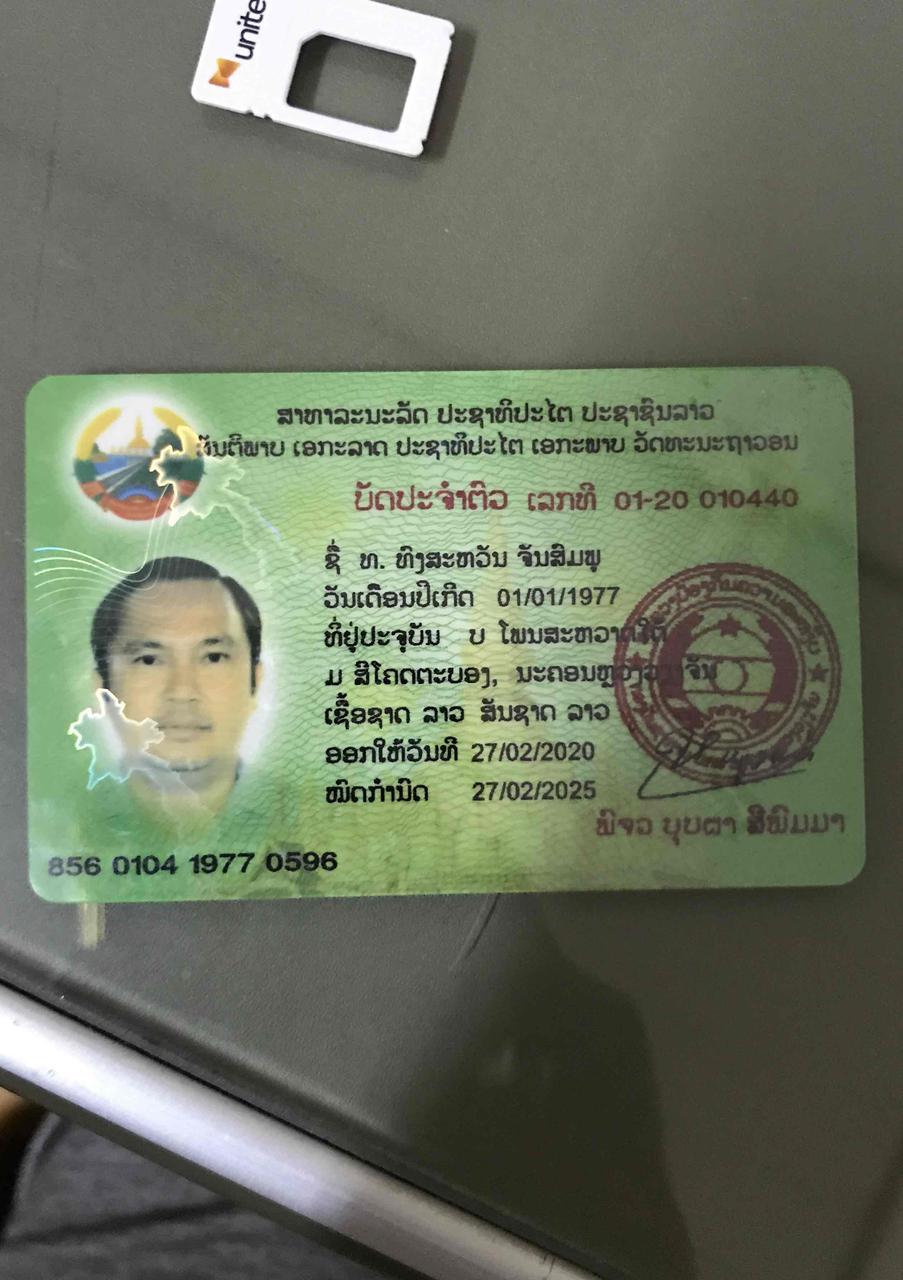 unite
ສາທາລະນະລັດ ປະຊາທິປະໄຕ ປະຊາຊົນລາວ
ສັນຕິພາບ ເອກະລາດ ປະຊາທິປະໄຕ ເອກະພາບ ວັດທະນະຖາວອນ
ບັດປະຈຳຕົວ ເລກທີ 01-20 010440
ຊື່ ທ. ທົງສະຫວັນ ຈັນສິມພູ
ວັນເດືອນປີເກີດ 01/01/1977
ທີ່ຢູ່ປະຈຸບັນ ບ ໂພນສະຫວາດໃຕ້
ມ ສີໂຄດຕະບອງ, ນະຄອນຫຼວງວຽງຈັນ
ເຊື້ອຊາດ ລາວ ສັນຊາດ ລາວ
ອອກໃຫ້ວັນທີ 27/02/2020
ໝົດກຳນົດ 27/02/2025
ພົຈວ ບຸບຜາ ສີພົມມາ
856 0104 1977 0596